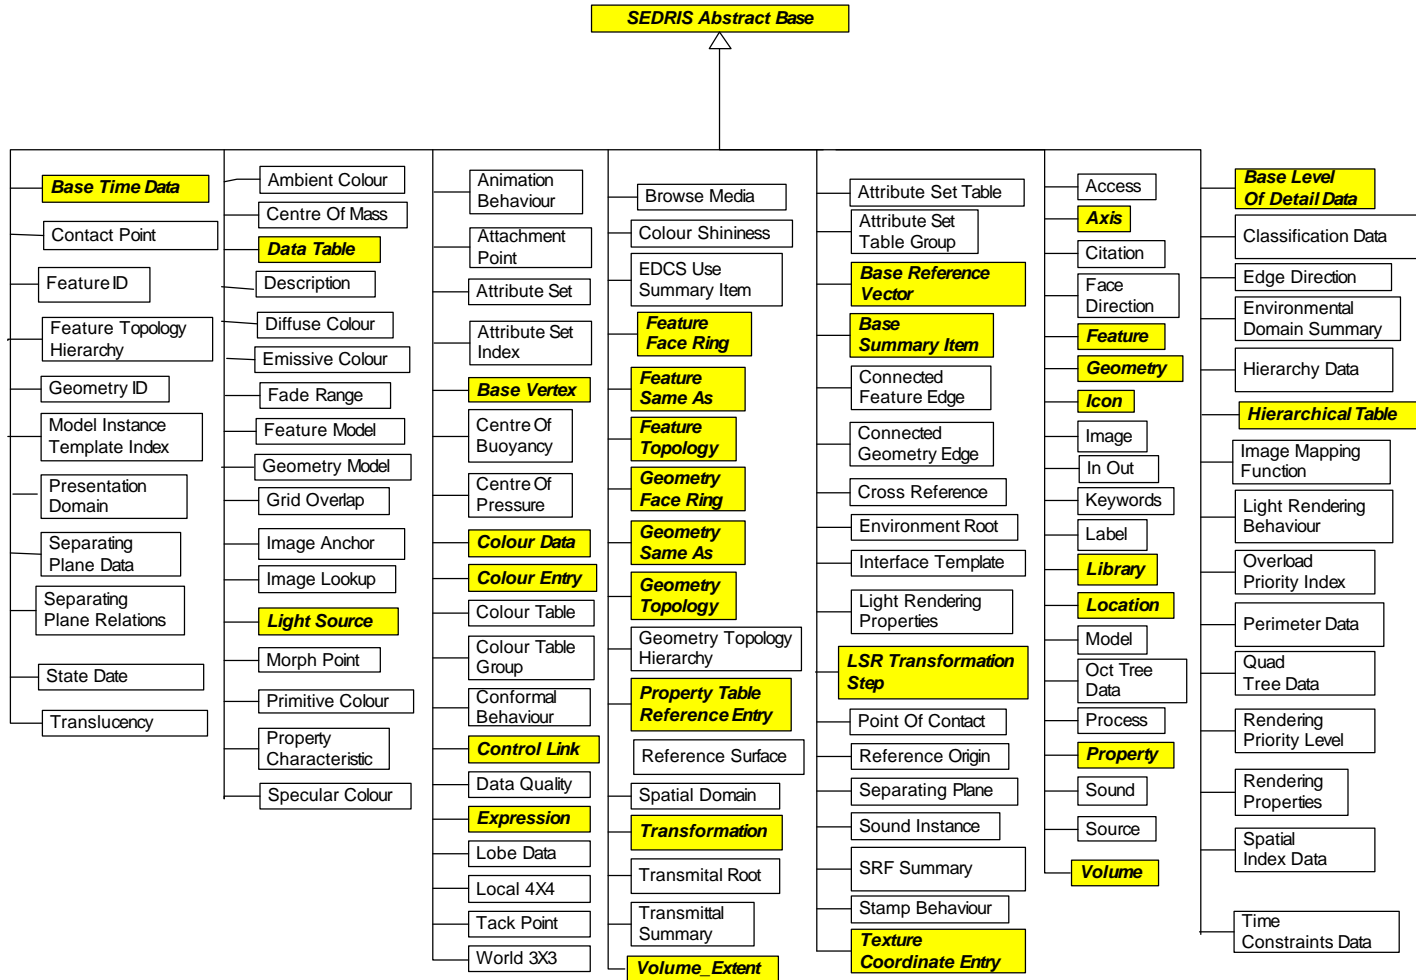 SEDRIS Abstract Base
Base Time Data
Contact Point
Feature ID
Feature Topology
Hierarchy
Geometry ID
Model Instance
Template Index
Presentation
Domain
Separating
Plane Data
Separating
Plane Relations
State Date
Translucency
Ambient Colour
Centre Of Mass
Data Table
Description
Diffuse Colour
Emissive Colour
Fade Range
Feature Model
Geometry Model
Grid Overlap
Image Anchor
Image Lookup
Light Source
Morph Point
Primitive Colour
Property
Characteristic
Specular Colour
Animation
Behaviour
Attachment
Point
Attribute Set
Attribute Set
Index
Base Vertex
Centre Of
Buoyancy
Centre Of
Pressure
Colour Data
Colour Entry
Colour Table
Colour Table
Group
Conformal
Behaviour
Control Link
Data Quality
Expression
Lobe Data
Local 4X4
Tack Point
World 3X3
Browse Media
Colour Shininess
EDCS Use
Summary Item
Feature
Face Ring
Feature
Same As
Feature
Topology
Geometry
Face Ring
Geometry
Same As
Geometry
Topology
Geometry Topology
Hierarchy
Property Table
Reference Entry
Reference Surface
Spatial Domain
Transformation
Transmital Root
Transmittal
Summary
Volume_Extent
Attribute Set Table
Attribute Set
Table Group
Base Reference
Vector
Base
Summary Item
Connected
Feature Edge
Connected
Geometry Edge
Cross Reference
Environment Root
Interface Template
Light Rendering
Properties
LSR Transformation
Step
Point Of Contact
Reference Origin
Separating Plane
Sound Instance
SRF Summary
Stamp Behaviour
Texture
Coordinate Entry
Access
Axis
Citation
Face
Direction
Feature
Geometry
Icon
Image
In Out
Keywords
Label
Library
Location
Model
Oct Tree
Data
Process
Property
Sound
Source
Volume
Base Level
Of Detail Data
Classification Data
Edge Direction
Environmental
Domain Summary
Hierarchy Data
Hierarchical Table
Image Mapping
Function
Light Rendering
Behaviour
Overload
Priority Index
Perimeter Data
Quad
Tree Data
Rendering
Priority Level
Rendering
Properties
Spatial
Index Data
Time
Constraints Data